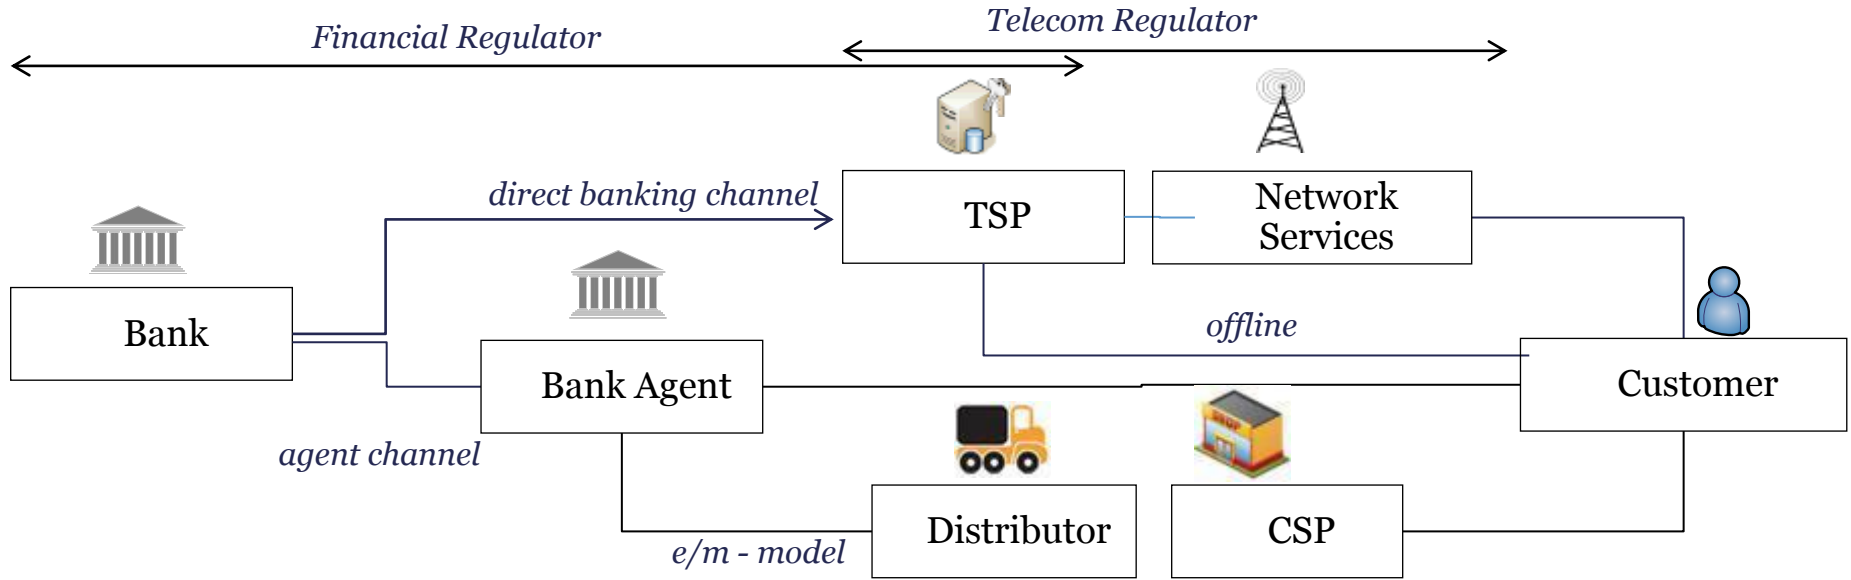 Financial Regulator
Telecom Regulator
direct banking channel
TSP
Network
Services
Bank
offline
Bank Agent
Customer
agent channel
SHOP
Distributor
CSP
e/m - model